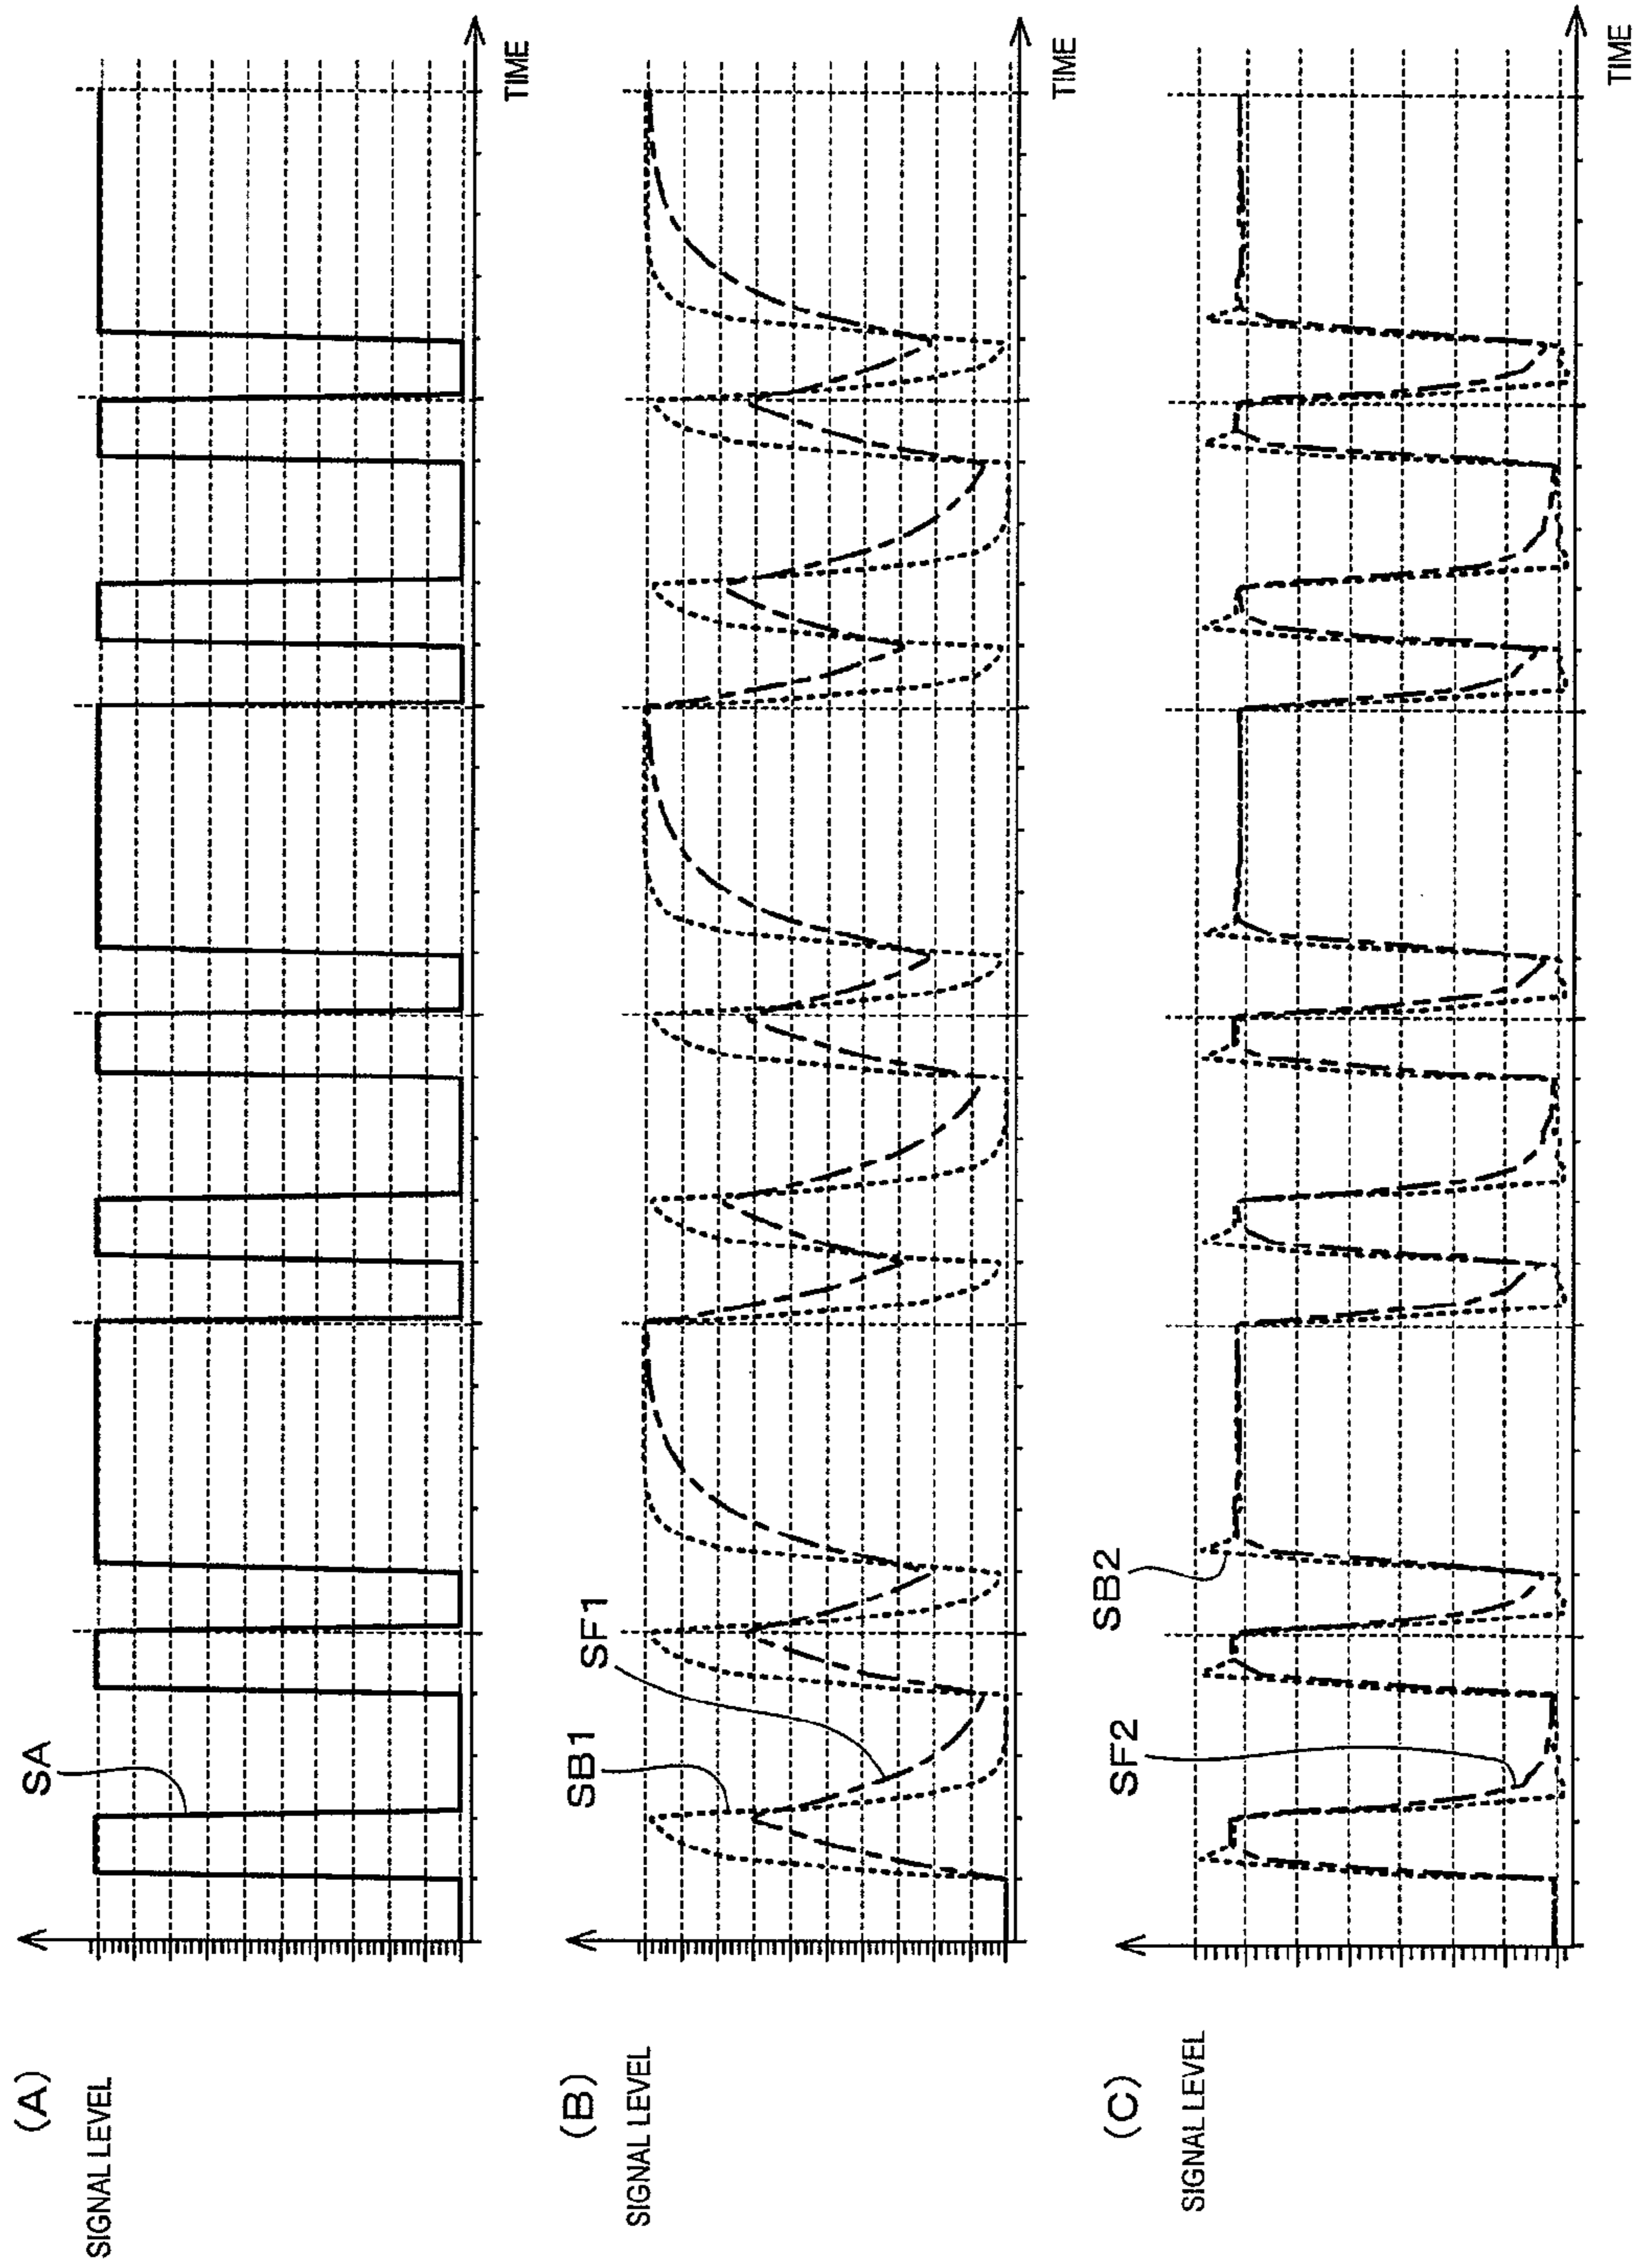 (A)
SIGNAL LEVEL
SA
TIME
(B)
SIGNAL LEVEL
SB1
SF1
TIME
(C)
SIGNAL LEVEL
SF2
SB2
TIME